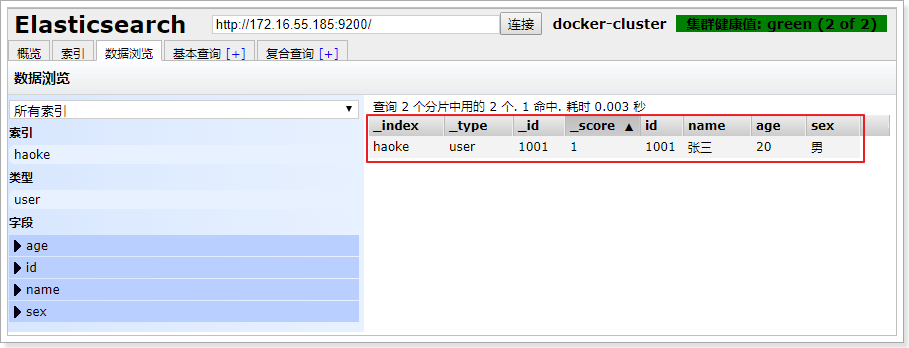 Elasticsearch http://172.16.55.185:9200/ 连接 docker-cluster 集群健康值: green (2 of 2)
概览 索引 数据浏览 基本查询 [+] 复合查询 [+]
数据浏览
所有索引
索引
haoke
类型
user
字段
age
id
name
sex
查询 2 个分片中用的 2 个. 1 命中. 耗时 0.003 秒
_index _type _id _score ▲ id name age sex
haoke user 1001 1 1001 张三 20 男